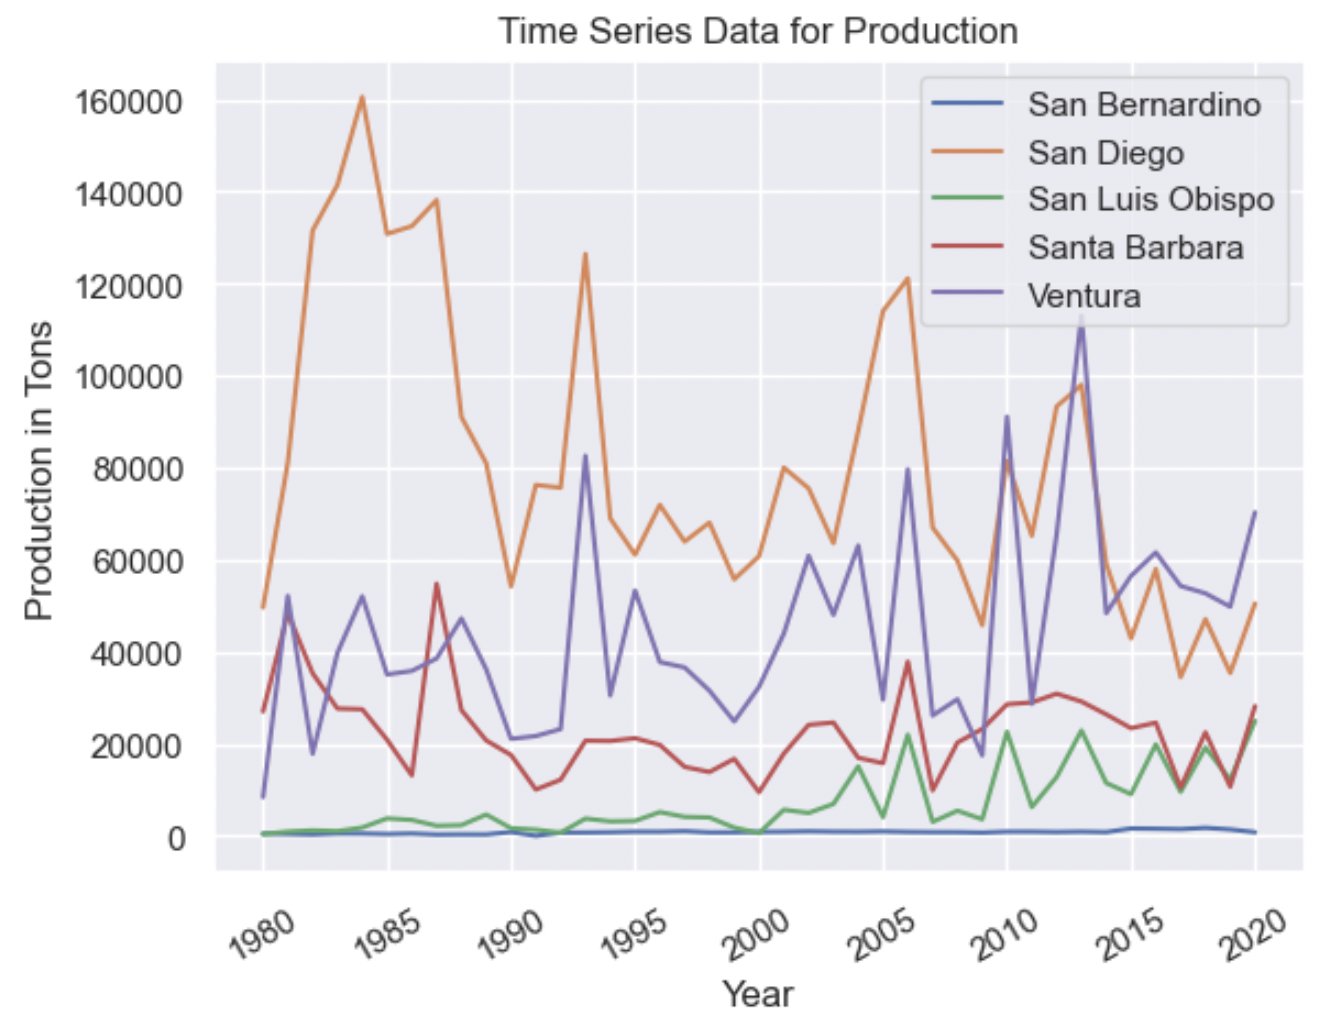 Time Series Data for Production
160000
140000
120000
100000
80000
60000
40000
20000
0
Production in Tons
San Bernardino
San Diego
San Luis Obispo
Santa Barbara
Ventura
1980
1985
1990
1995
2000
2005
2010
2015
2020
Year